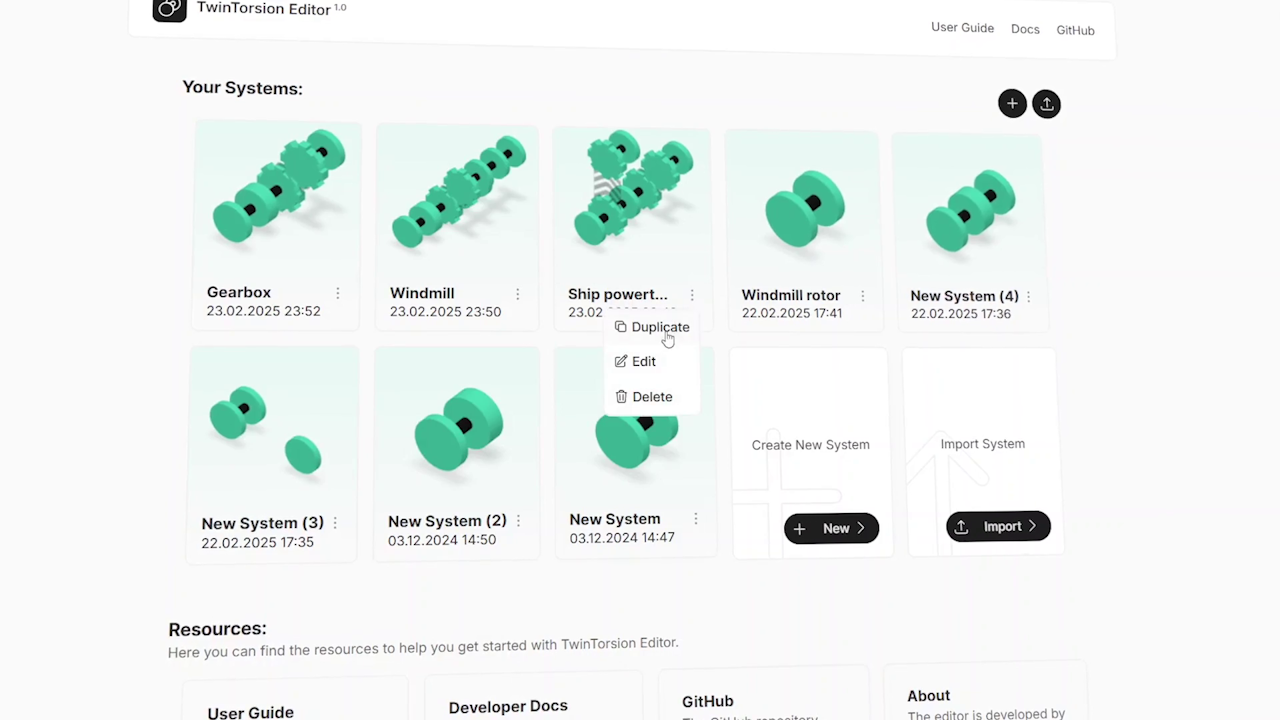 TwinTorsion Editor 1.0
User Guide Docs GitHub
Your Systems:
Gearbox
23.02.2025 23:52
Windmill
23.02.2025 23:50
Ship powert...
23.02
Windmill rotor
22.02.2025 17:41
New System (4)
22.02.2025 17:36
Duplicate
Edit
Delete
New System (3)
22.02.2025 17:35
New System (2)
03.12.2024 14:50
New System
03.12.2024 14:47
Create New System
New
Import System
Import
Resources:
Here you can find the resources to help you get started with TwinTorsion Editor.
User Guide
Developer Docs
GitHub
The GitHub repository
About
The editor is developed by